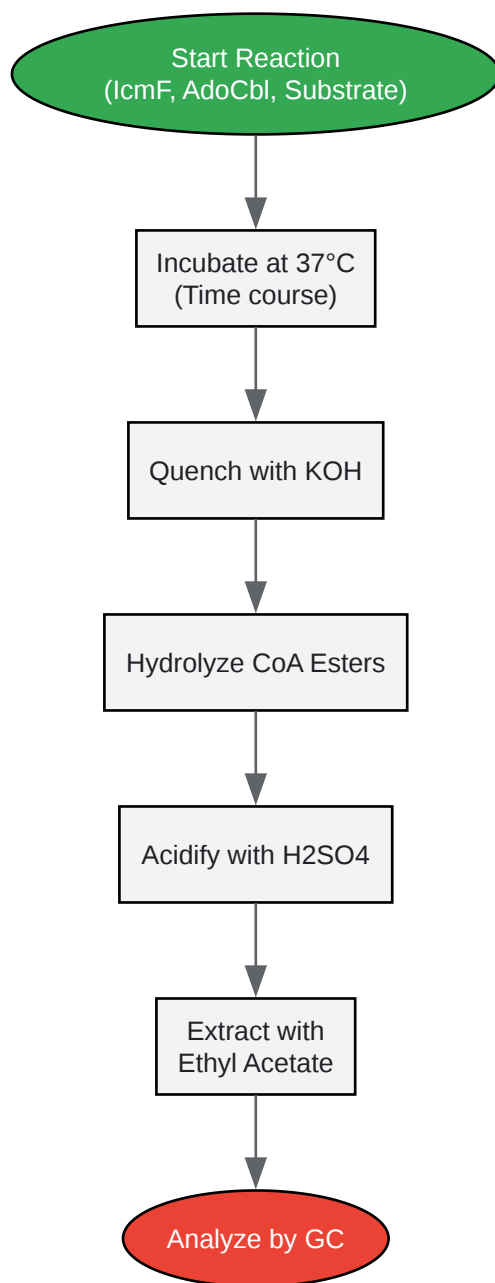 Start Reaction
(IcmF, AdoCbl, Substrate)
Incubate at 37°C
(Time course)
Quench with KOH
Hydrolyze CoA Esters
Acidify with H2SO4
Extract with
Ethyl Acetate
Analyze by GC